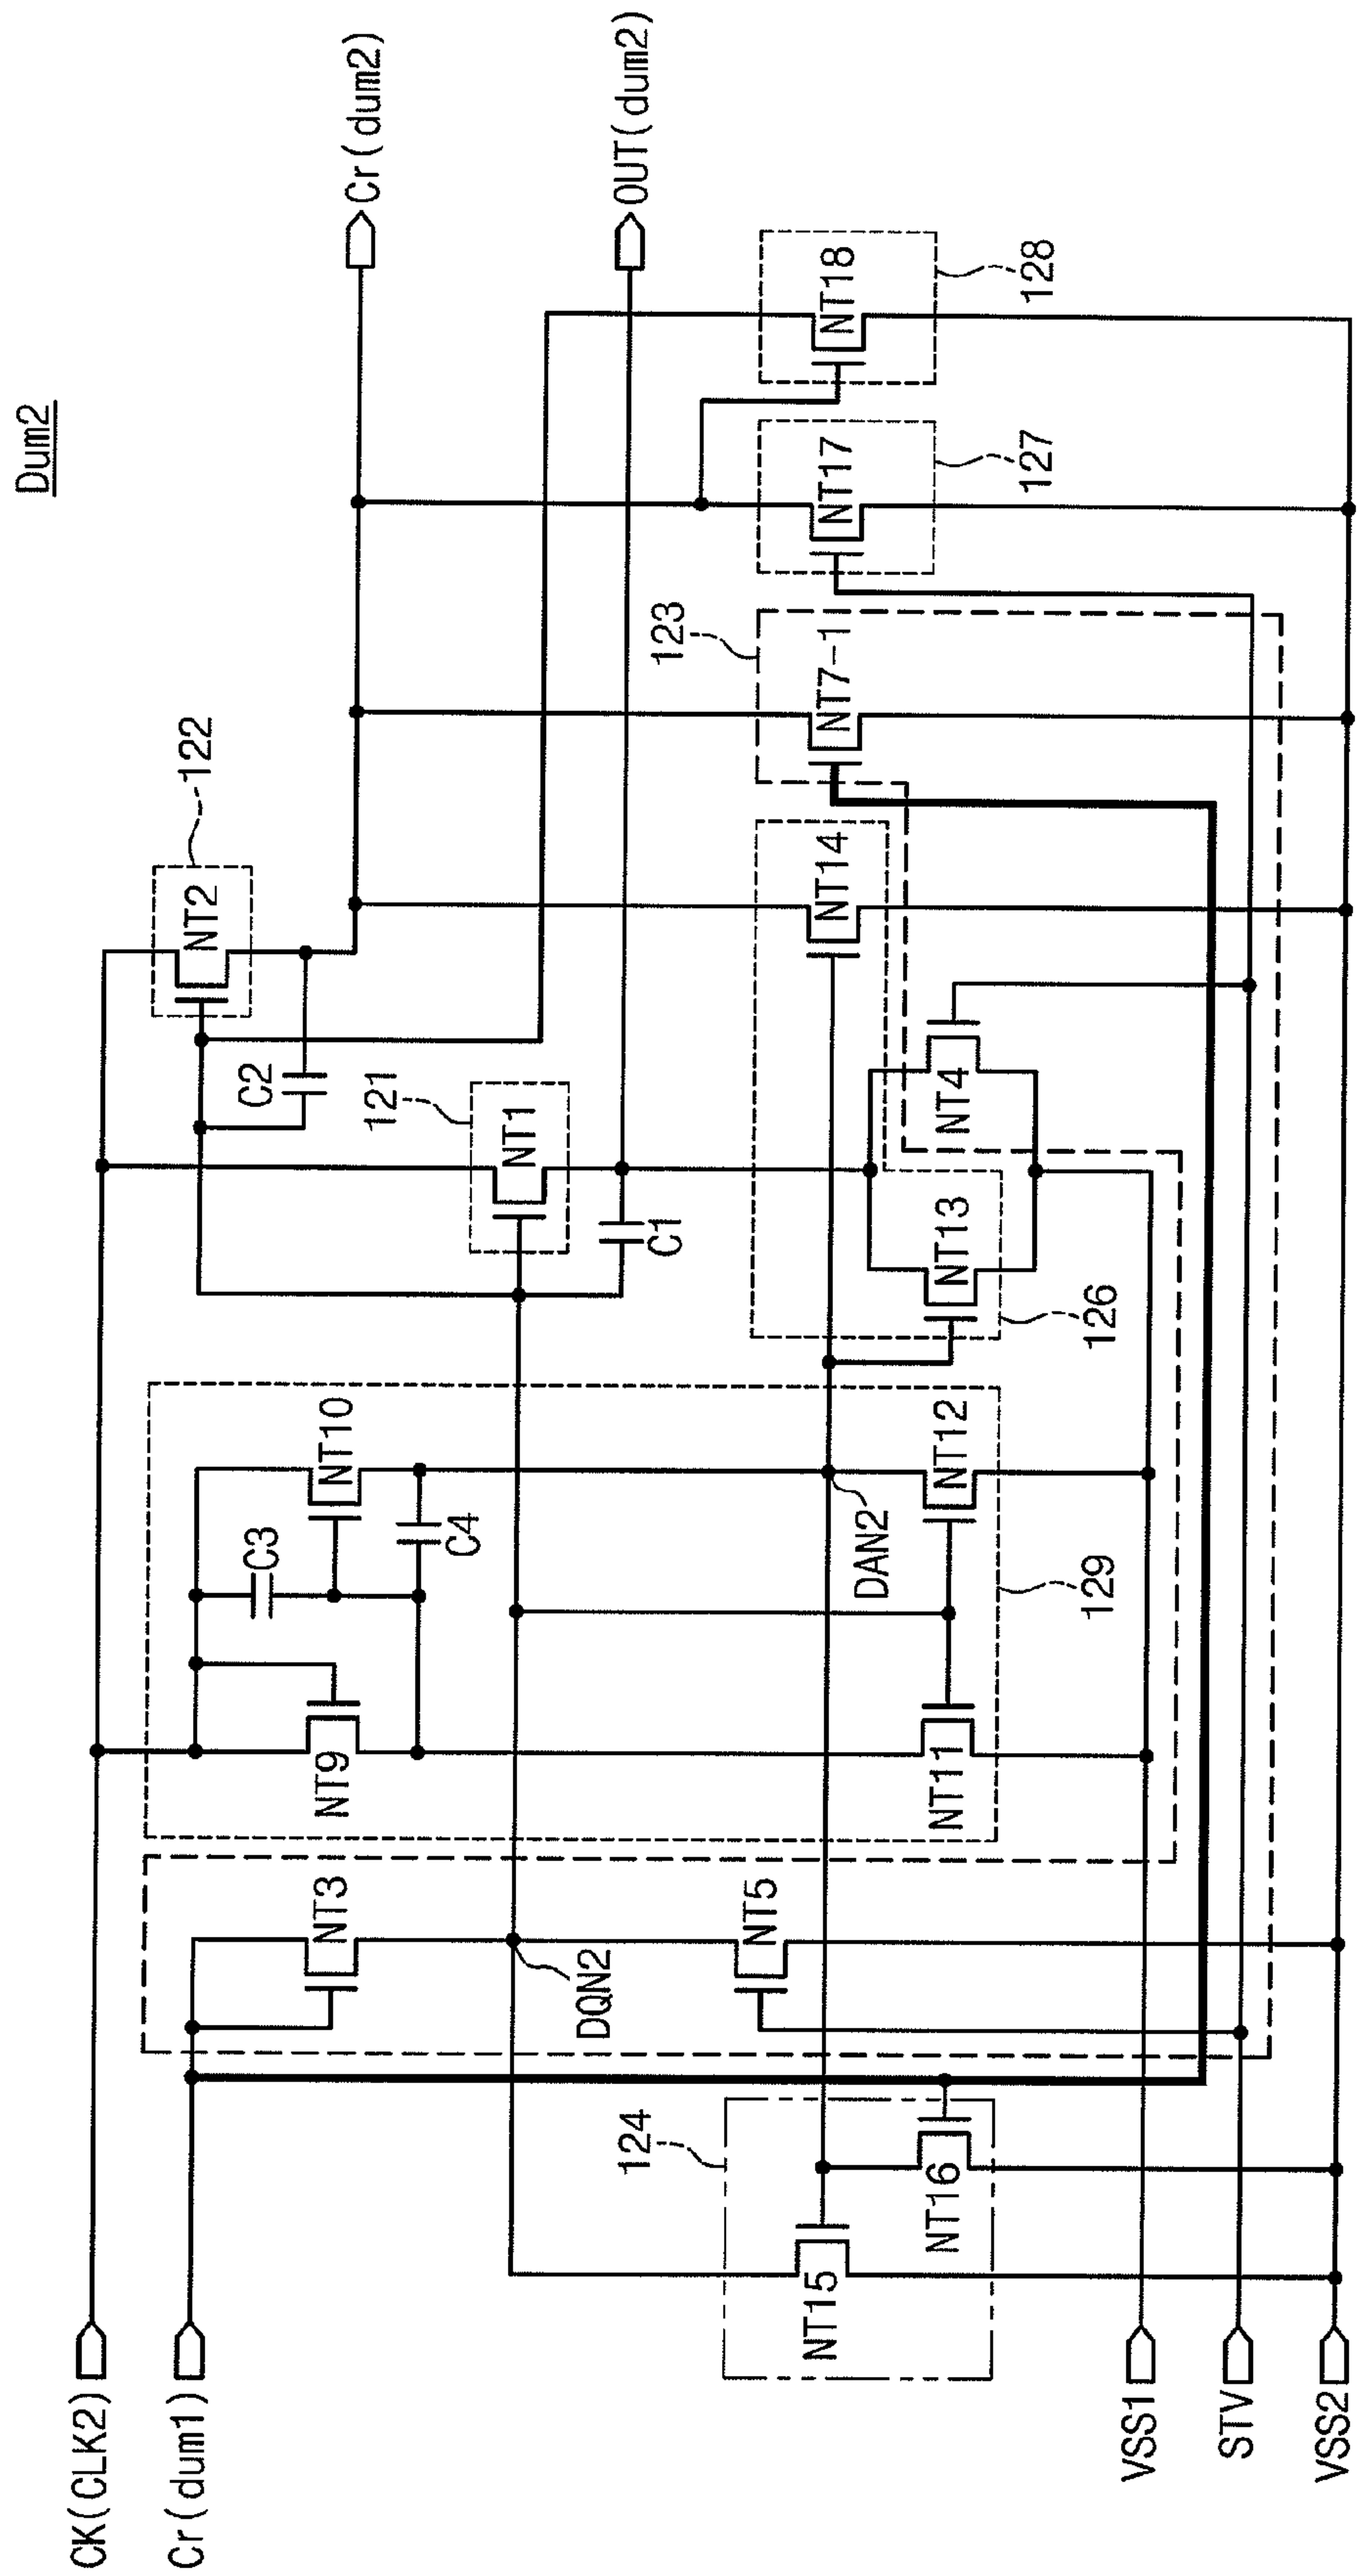 Dum2
CK(CLK2)
Cr(dum1)
Cr(dum2)
OUT(dum2)
122
NT2
C2
121
NT1
C1
NT3
NT9
C3
NT10
C4
DQN2
NT5
124
NT15
NT16
NT11
NT12
DAN2
129
NT13
126
NT4
NT14
123
NT7-1
NT17
127
NT18
128
VSS1
STV
VSS2